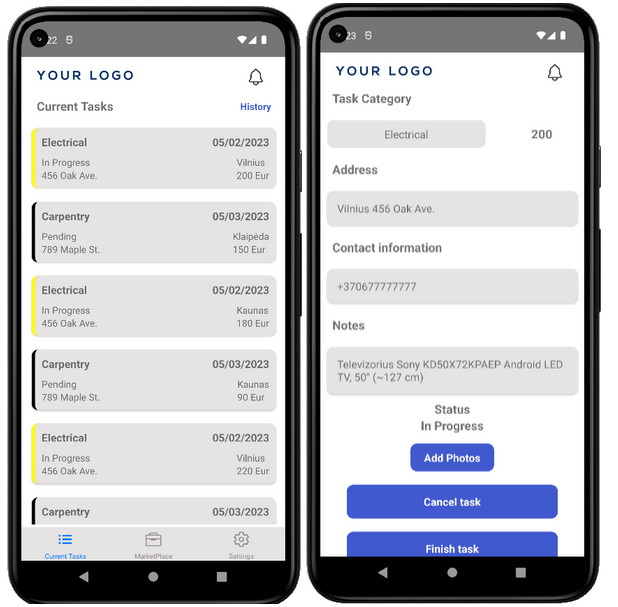 22
YOUR LOGO
Current Tasks History
Electrical 05/02/2023
In Progress Vilnius
456 Oak Ave. 200 Eur
Carpentry 05/03/2023
Pending Klaipėda
789 Maple St. 150 Eur
Electrical 05/02/2023
In Progress Kaunas
456 Oak Ave. 180 Eur
Carpentry 05/03/2023
Pending Kaunas
789 Maple St. 90 Eur
Electrical 05/02/2023
In Progress Vilnius
456 Oak Ave. 220 Eur
Carpentry 05/03/2023
Current Tasks MarketPlace Settings
23
YOUR LOGO
Task Category
Electrical 200
Address
Vilnius 456 Oak Ave.
Contact information
+370677777777
Notes
Televizorius Sony KD50X72KPAEP Android LED
TV, 50" (~127 cm)
Status
In Progress
Add Photos
Cancel task
Finish task